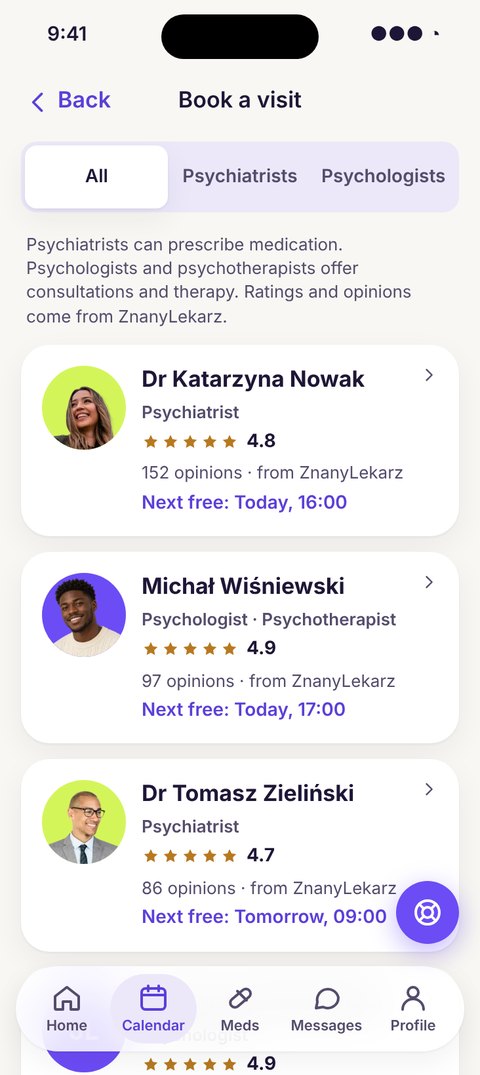 9:41
Back
Book a visit
All
Psychiatrists
Psychologists
Psychiatrists can prescribe medication.
Psychologists and psychotherapists offer
consultations and therapy. Ratings and opinions
come from ZnanyLekarz.
Dr Katarzyna Nowak
Psychiatrist
4.8
152 opinions · from ZnanyLekarz
Next free: Today, 16:00
Michał Wiśniewski
Psychologist · Psychotherapist
4.9
97 opinions · from ZnanyLekarz
Next free: Today, 17:00
Dr Tomasz Zieliński
Psychiatrist
4.7
86 opinions · from ZnanyLekarz
Next free: Tomorrow, 09:00
Home
Calendar
Meds
Messages
Profile
4.9